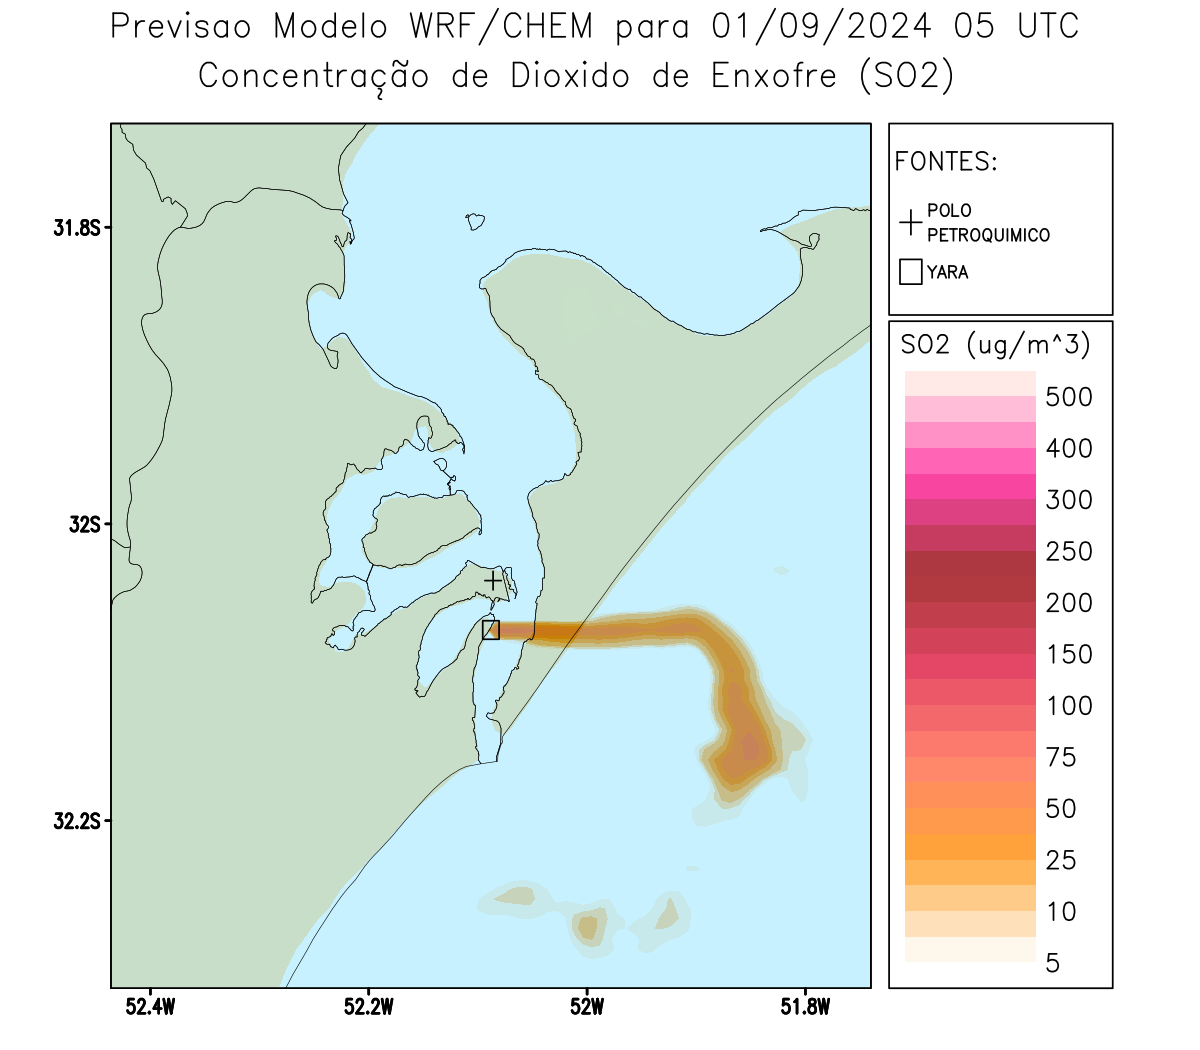 Previsao Modelo WRF/CHEM para 01/09/2024 05 UTC
Concentração de Dioxido de Enxofre (SO2)
FONTES:
POLO
PETROQUIMICO
YARA
31.8S
32S
32.2S
52.4W
52.2W
52W
51.8W
SO2 (ug/m^3)
500
400
300
250
200
150
100
75
50
25
10
5